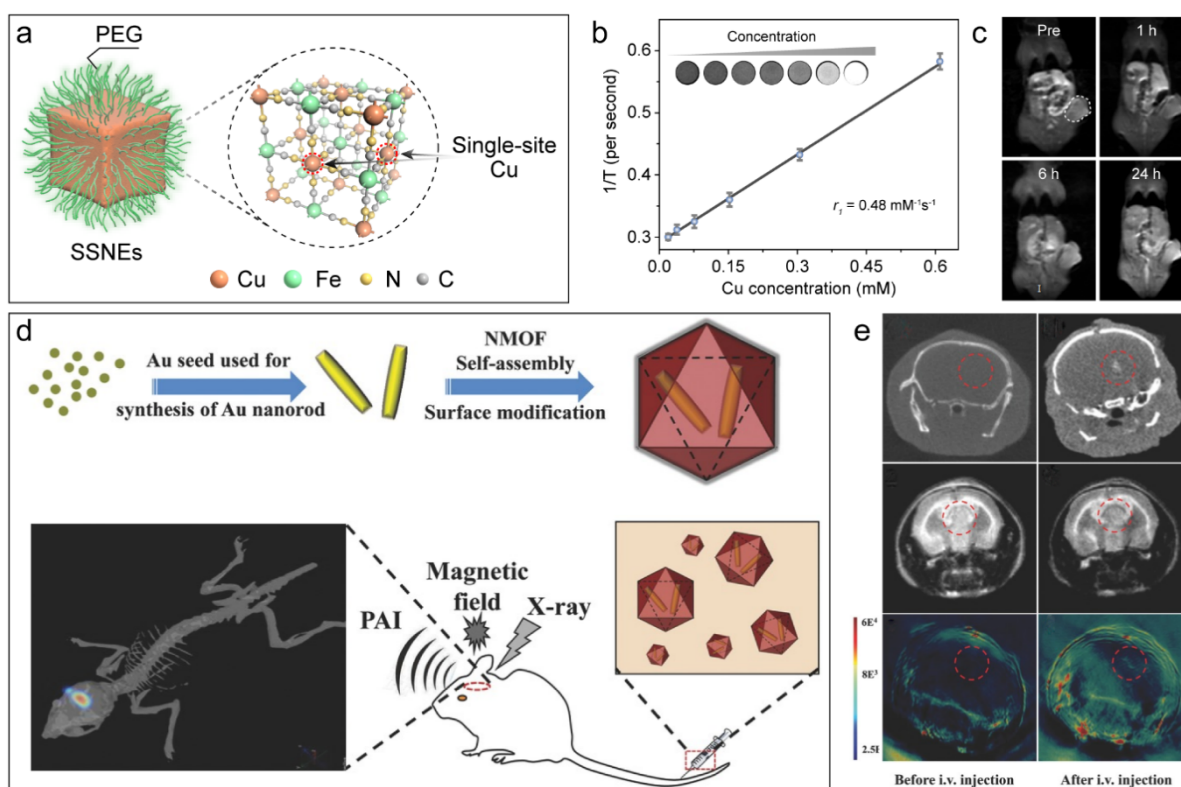 a
PEG
SSNEs
Single-site
Cu
Cu Fe N C
b
Concentration
1/T (per second)
0.6
0.5
0.4
0.3
r₁ = 0.48 mM⁻¹s⁻¹
0.0 0.15 0.3 0.45 0.6
Cu concentration (mM)
c
Pre
1 h
6 h
24 h
d
Au seed used for
synthesis of Au nanorod
NMOF
Self-assembly
Surface modification
PAI
Magnetic
field
X-ray
e
6E⁴
8E³
2.5E
Before i.v. injection
After i.v. injection